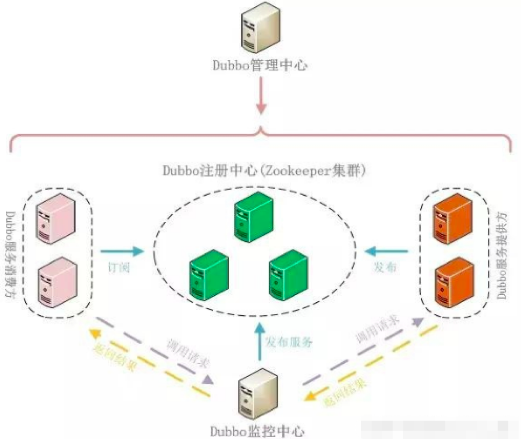 Dubbo管理中心
Dubbo注册中心(Zookeeper集群)
Dubbo服务消费方
订阅
发布
Dubbo服务提供方
发布服务
调用请求
返回结果
调用请求
返回结果
Dubbo监控中心